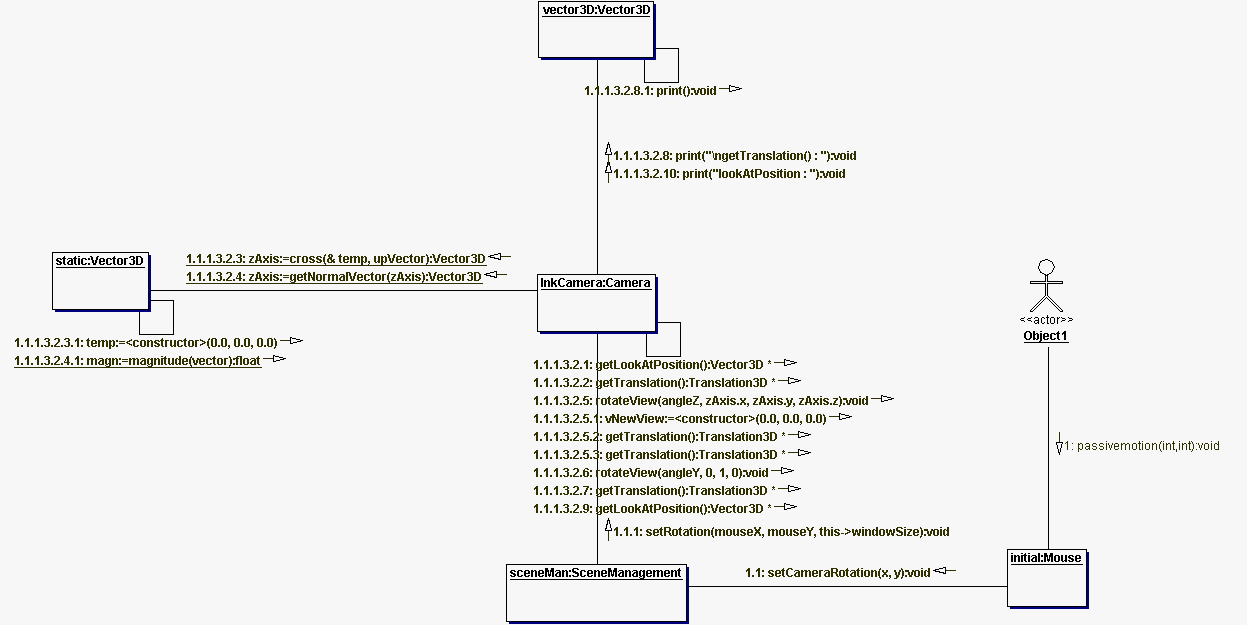 vector3D:Vector3D
1.1.1.3.2.8.1: print():void
1.1.1.3.2.8: print("\ngetTranslation() : "):void
1.1.1.3.2.10: print("lookAtPosition : "):void
1.1.1.3.2.3: zAxis:=cross(& temp, upVector):Vector3D
1.1.1.3.2.4: zAxis:=getNormalVector(zAxis):Vector3D
static:Vector3D
lnkCamera:Camera
1.1.1.3.2.3.1: temp:=<constructor>(0.0, 0.0, 0.0)
1.1.1.3.2.4.1: magn:=magnitude(vector):float
<<actor>>
Object1
1.1.1.3.2.1: getLookAtPosition():Vector3D *
1.1.1.3.2.2: getTranslation():Translation3D *
1.1.1.3.2.5: rotateView(angleZ, zAxis.x, zAxis.y, zAxis.z):void
1.1.1.3.2.5.1: vNewView:=<constructor>(0.0, 0.0, 0.0)
1.1.1.3.2.5.2: getTranslation():Translation3D *
1.1.1.3.2.5.3: getTranslation():Translation3D *
1.1.1.3.2.6: rotateView(angleY, 0, 1, 0):void
1.1.1.3.2.7: getTranslation():Translation3D *
1.1.1.3.2.9: getLookAtPosition():Vector3D *
1: passivemotion(int,int):void
1.1.1: setRotation(mouseX, mouseY, this->windowSize):void
1.1: setCameraRotation(x, y):void
initial:Mouse
sceneMan:SceneManagement